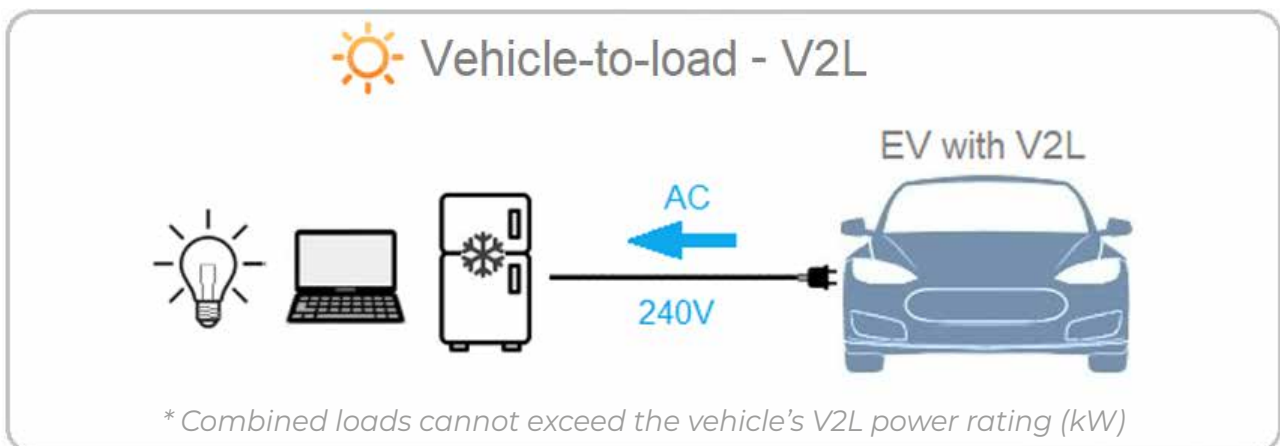 Vehicle-to-load - V2L
EV with V2L
AC
240V
* Combined loads cannot exceed the vehicle's V2L power rating (kW)